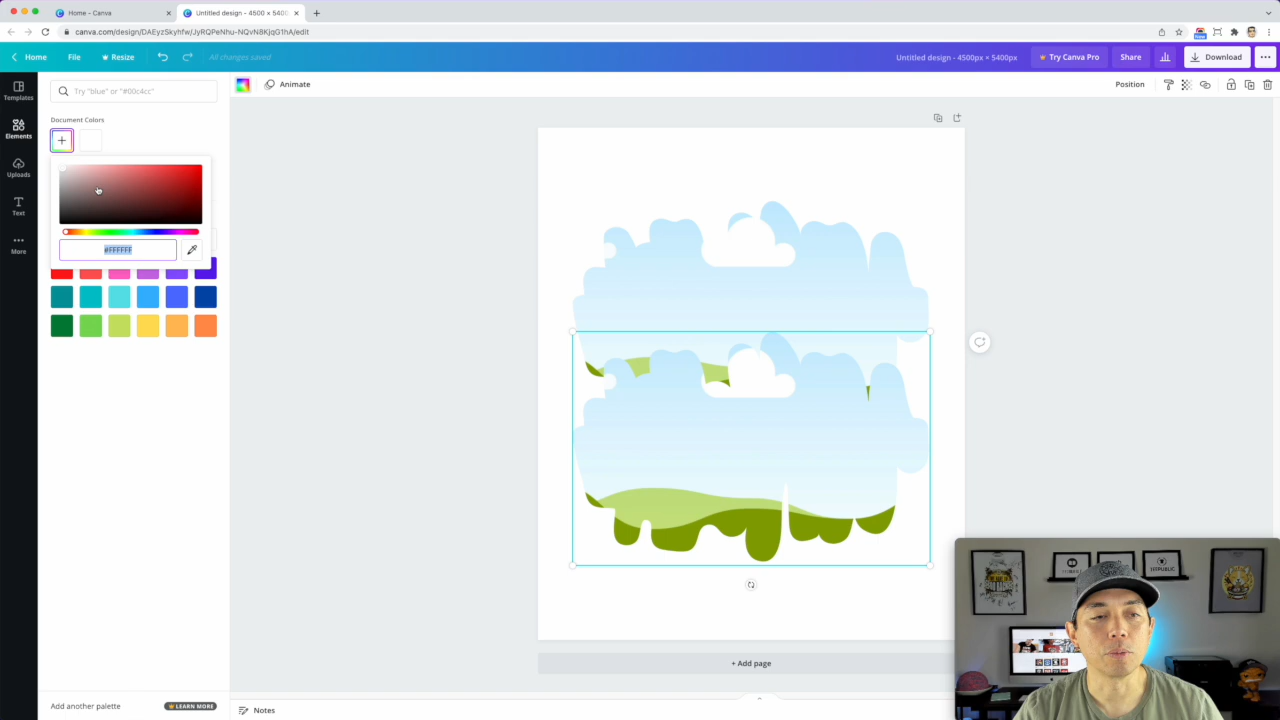 Home - Canva
Untitled design - 4500 × 5400p
canva.com/design/DAEyzSkyhfw/JyRQPeNhu-NQvN8KjqG1hA/edit
Home
File
Resize
All changes saved
Untitled design - 4500px × 5400px
Try Canva Pro
Share
Download
Templates
Elements
Uploads
Text
More
Try "blue" or "#00c4cc"
Animate
Position
Document Colors
#FFFFFF
+ Add page
Notes
Add another palette
LEARN MORE
TEEPUBLIC